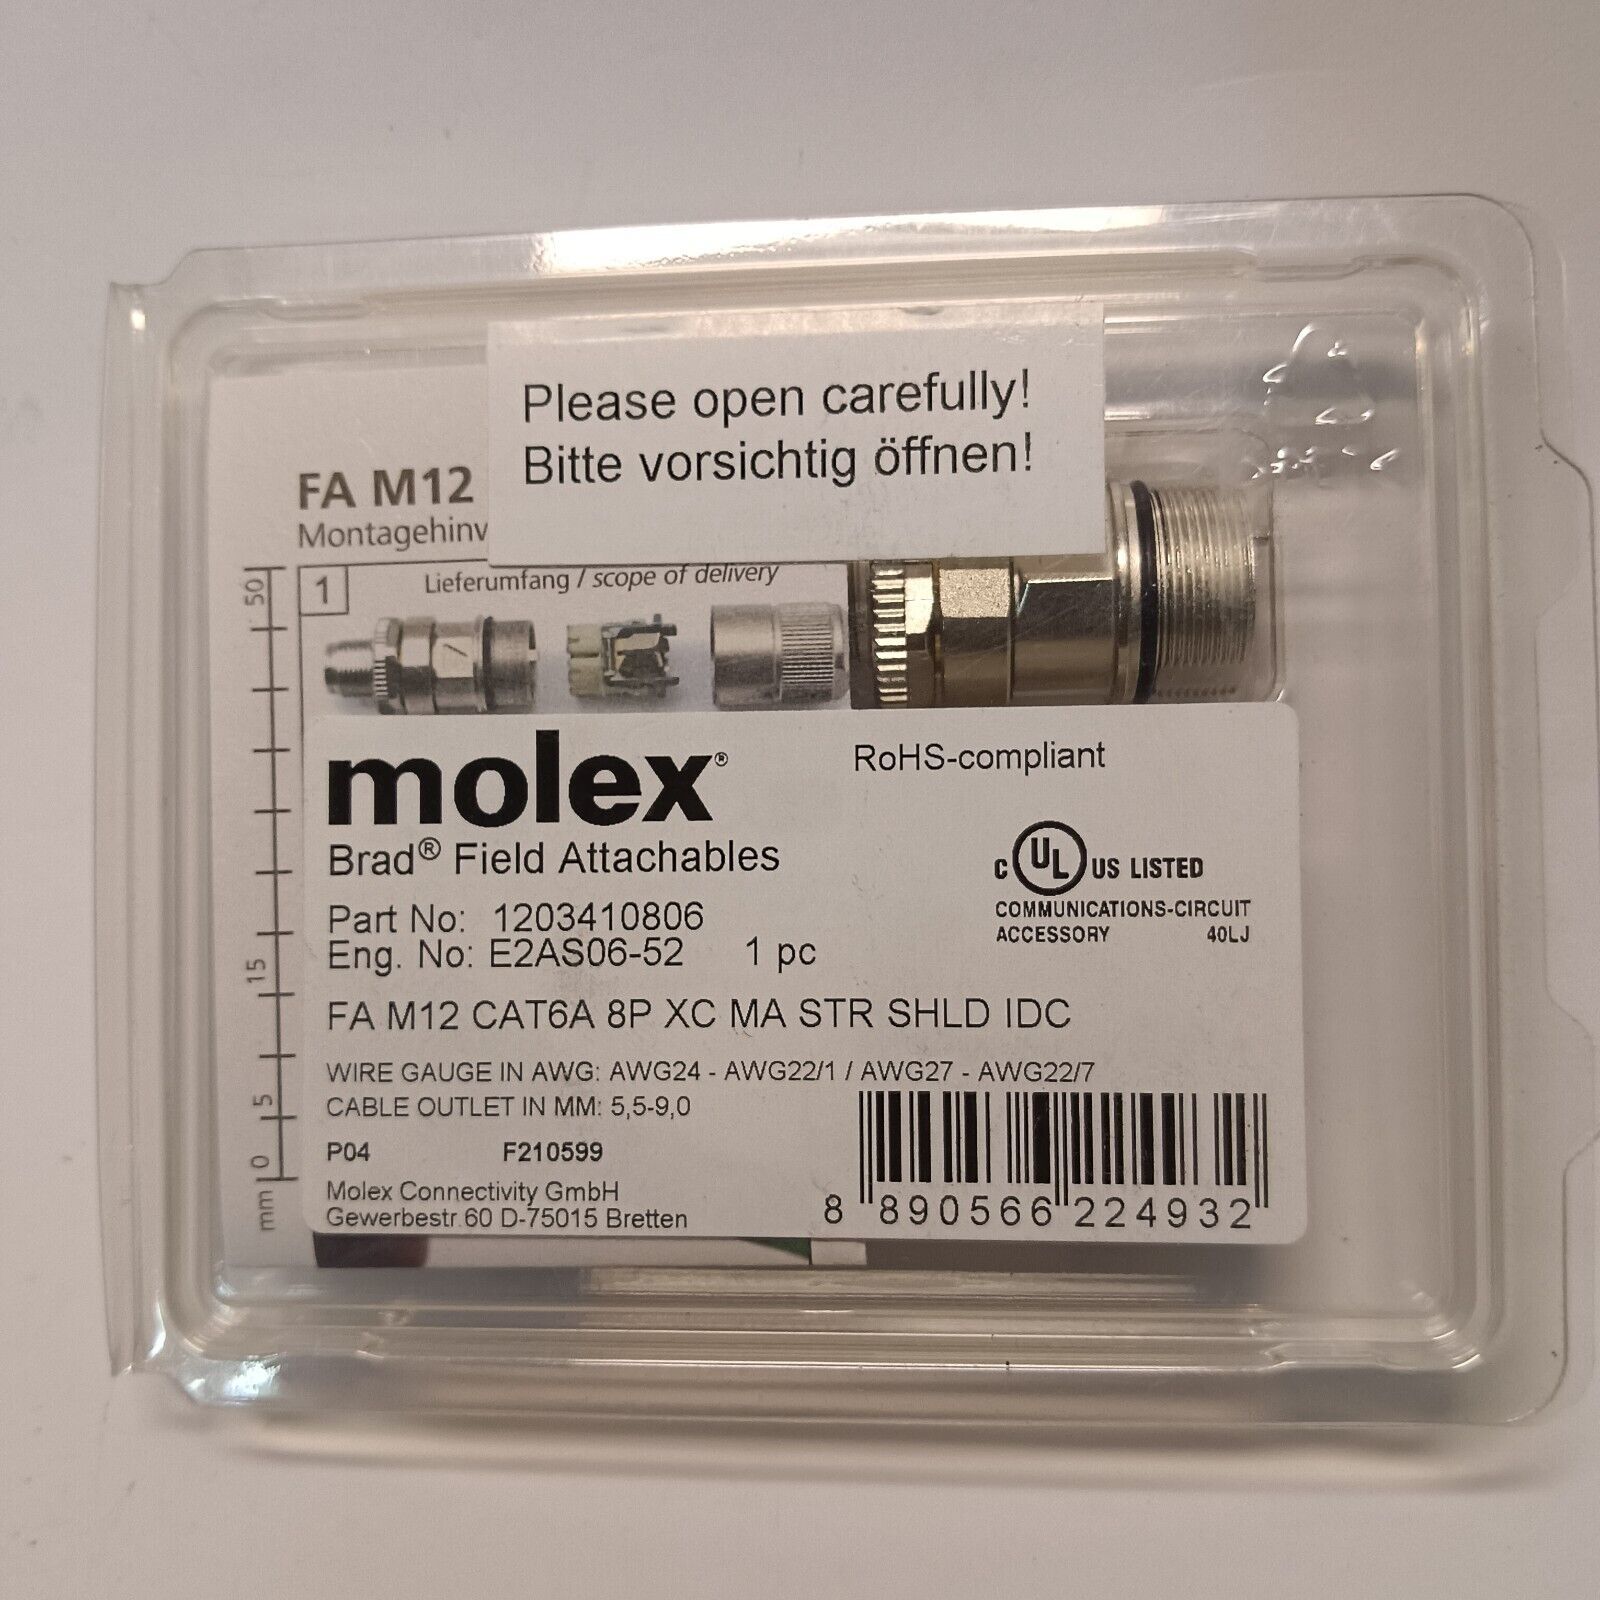 Please open carefully!
Bitte vorsichtig öffnen!
FA M12
Montagehinw
1
Lieferumfang / scope of delivery
50
15
5
0
mm
molex®
RoHS-compliant
Brad® Field Attachables
C UL US LISTED
COMMUNICATIONS-CIRCUIT
ACCESSORY 40LJ
Part No: 1203410806
Eng. No: E2AS06-52 1 pc
FA M12 CAT6A 8P XC MA STR SHLD IDC
WIRE GAUGE IN AWG: AWG24 - AWG22/1 / AWG27 - AWG22/7
CABLE OUTLET IN MM: 5,5-9,0
P04 F210599
Molex Connectivity GmbH
Gewerbestr.60 D-75015 Bretten
8 890566 224932